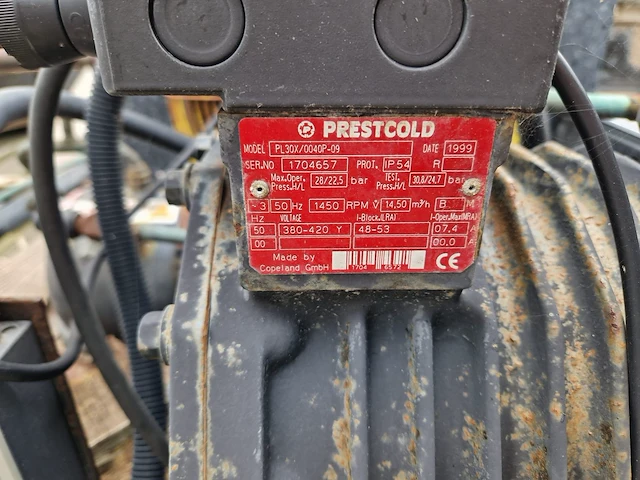 PRESTCOLD
MODEL PL30X/0040P-09 DATE 1999
SER.NO 1704657 PROT. IP54 R
Max.Oper. Press.H/L 28/22,5 bar TEST. Press.H/L 30,8/24,7 bar
~3 50 Hz 1450 RPM V 14,50 m³/h B M
Hz VOLTAGE I-Block.(LRA) I-Oper.Max(MRA)
50 380-420 Y 48-53 07.4 A
00 00.0 A
Made by
Copeland GmbH 1704 6572 CE